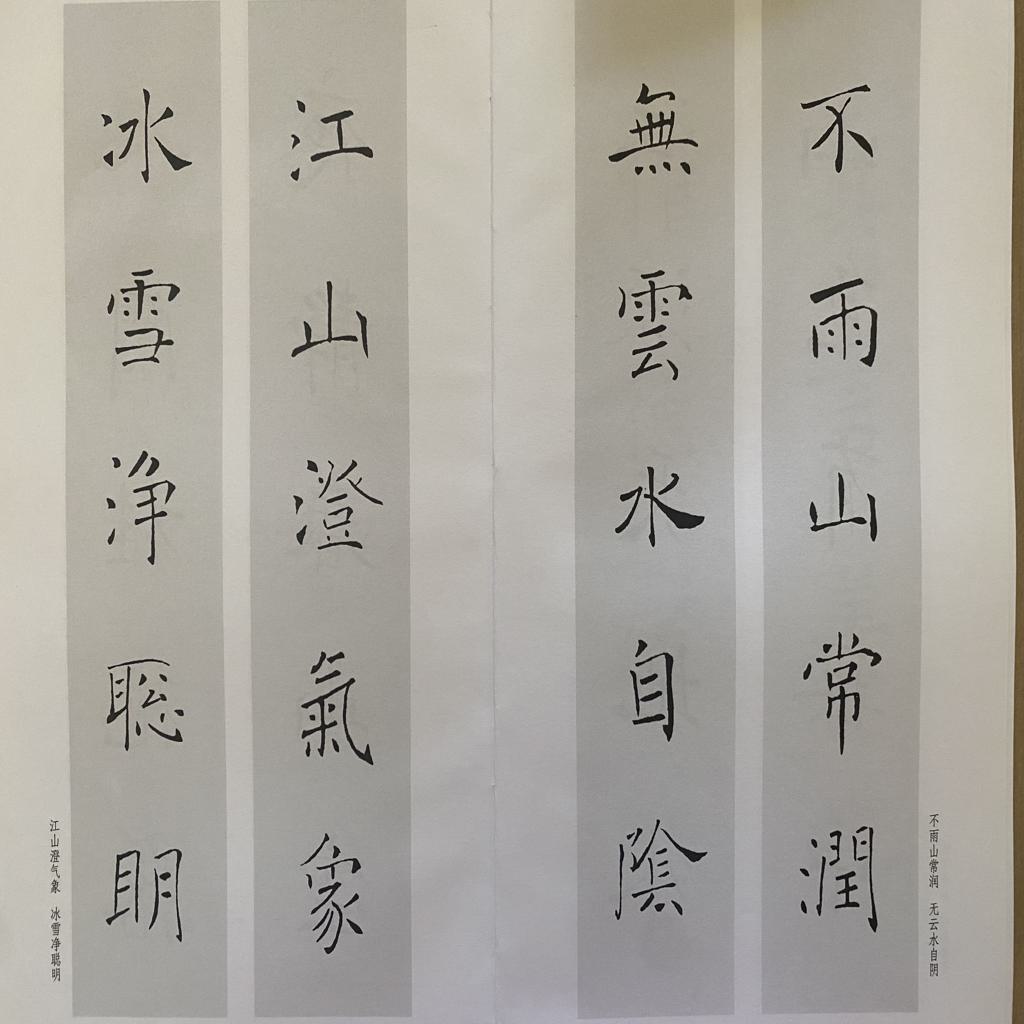 不雨山常潤
無雲水自陰
江山澄氣象
冰雪浄聡明
不雨山常润 无云水自阴
江山澄气象 冰雪净聪明